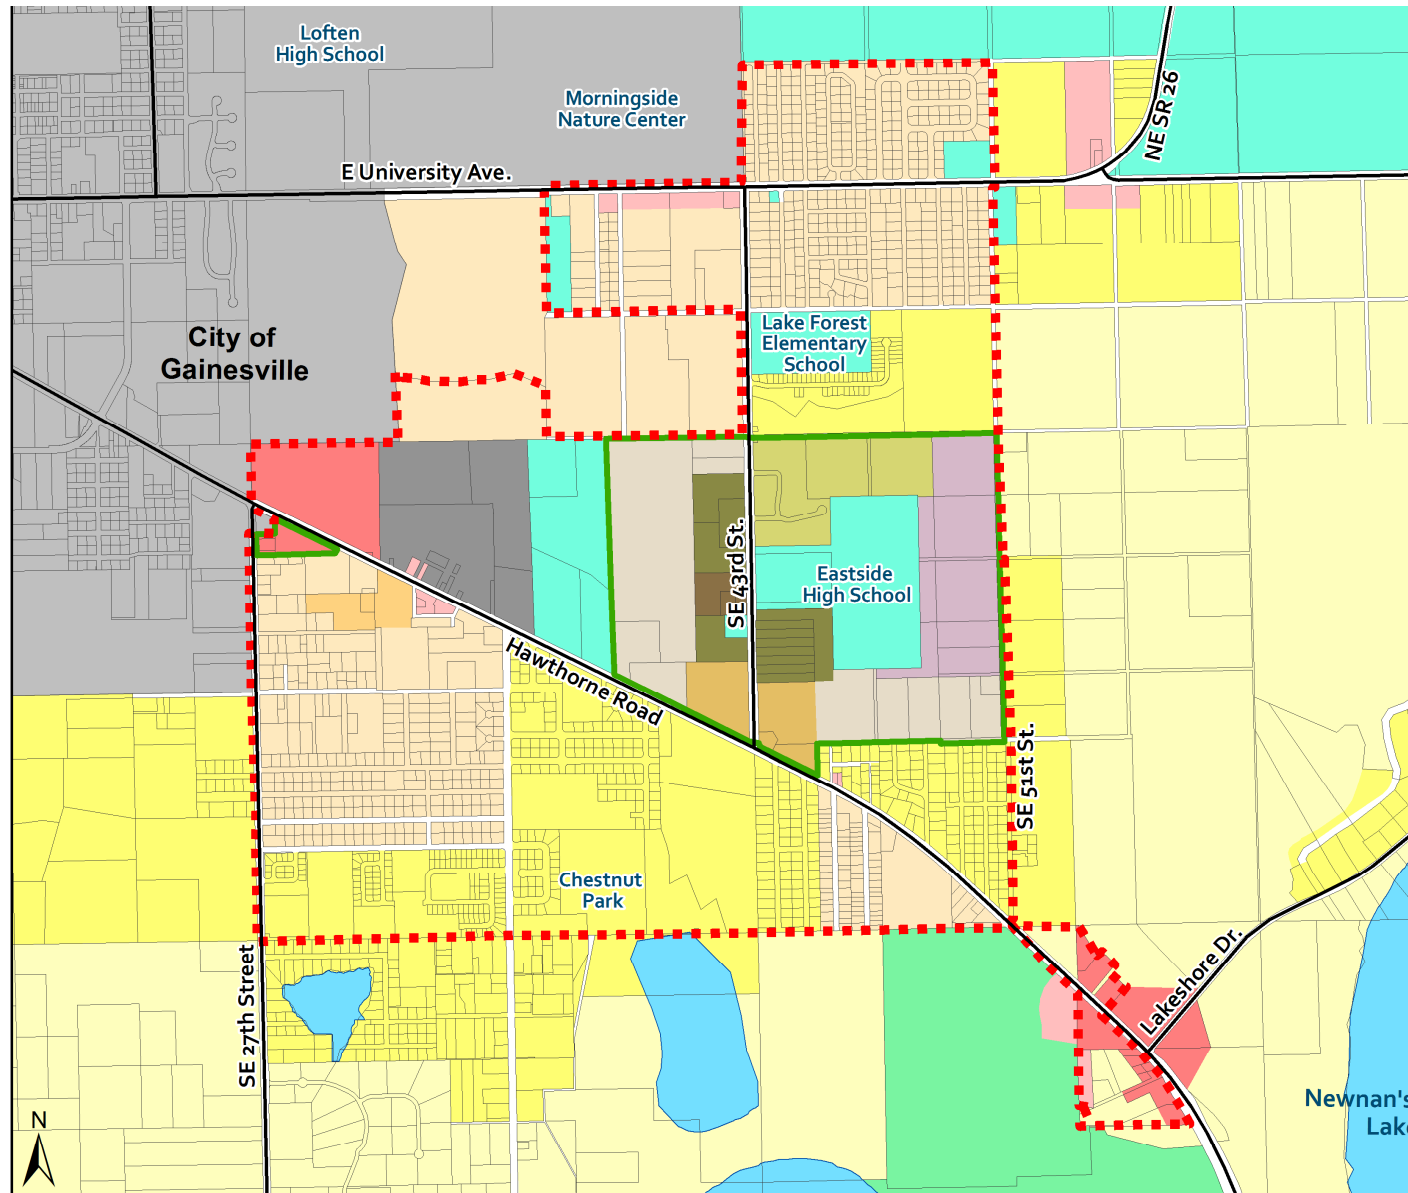 Loften
High School
Morningside
Nature Center
NE SR 26
E University Ave.
City of
Gainesville
Lake Forest
Elementary
School
SE 43rd St.
Eastside
High School
Hawthorne Road
SE 51st St.
Chestnut
Park
SE 27th Street
Lakeshore Dr.
Newnan's
Lake
N